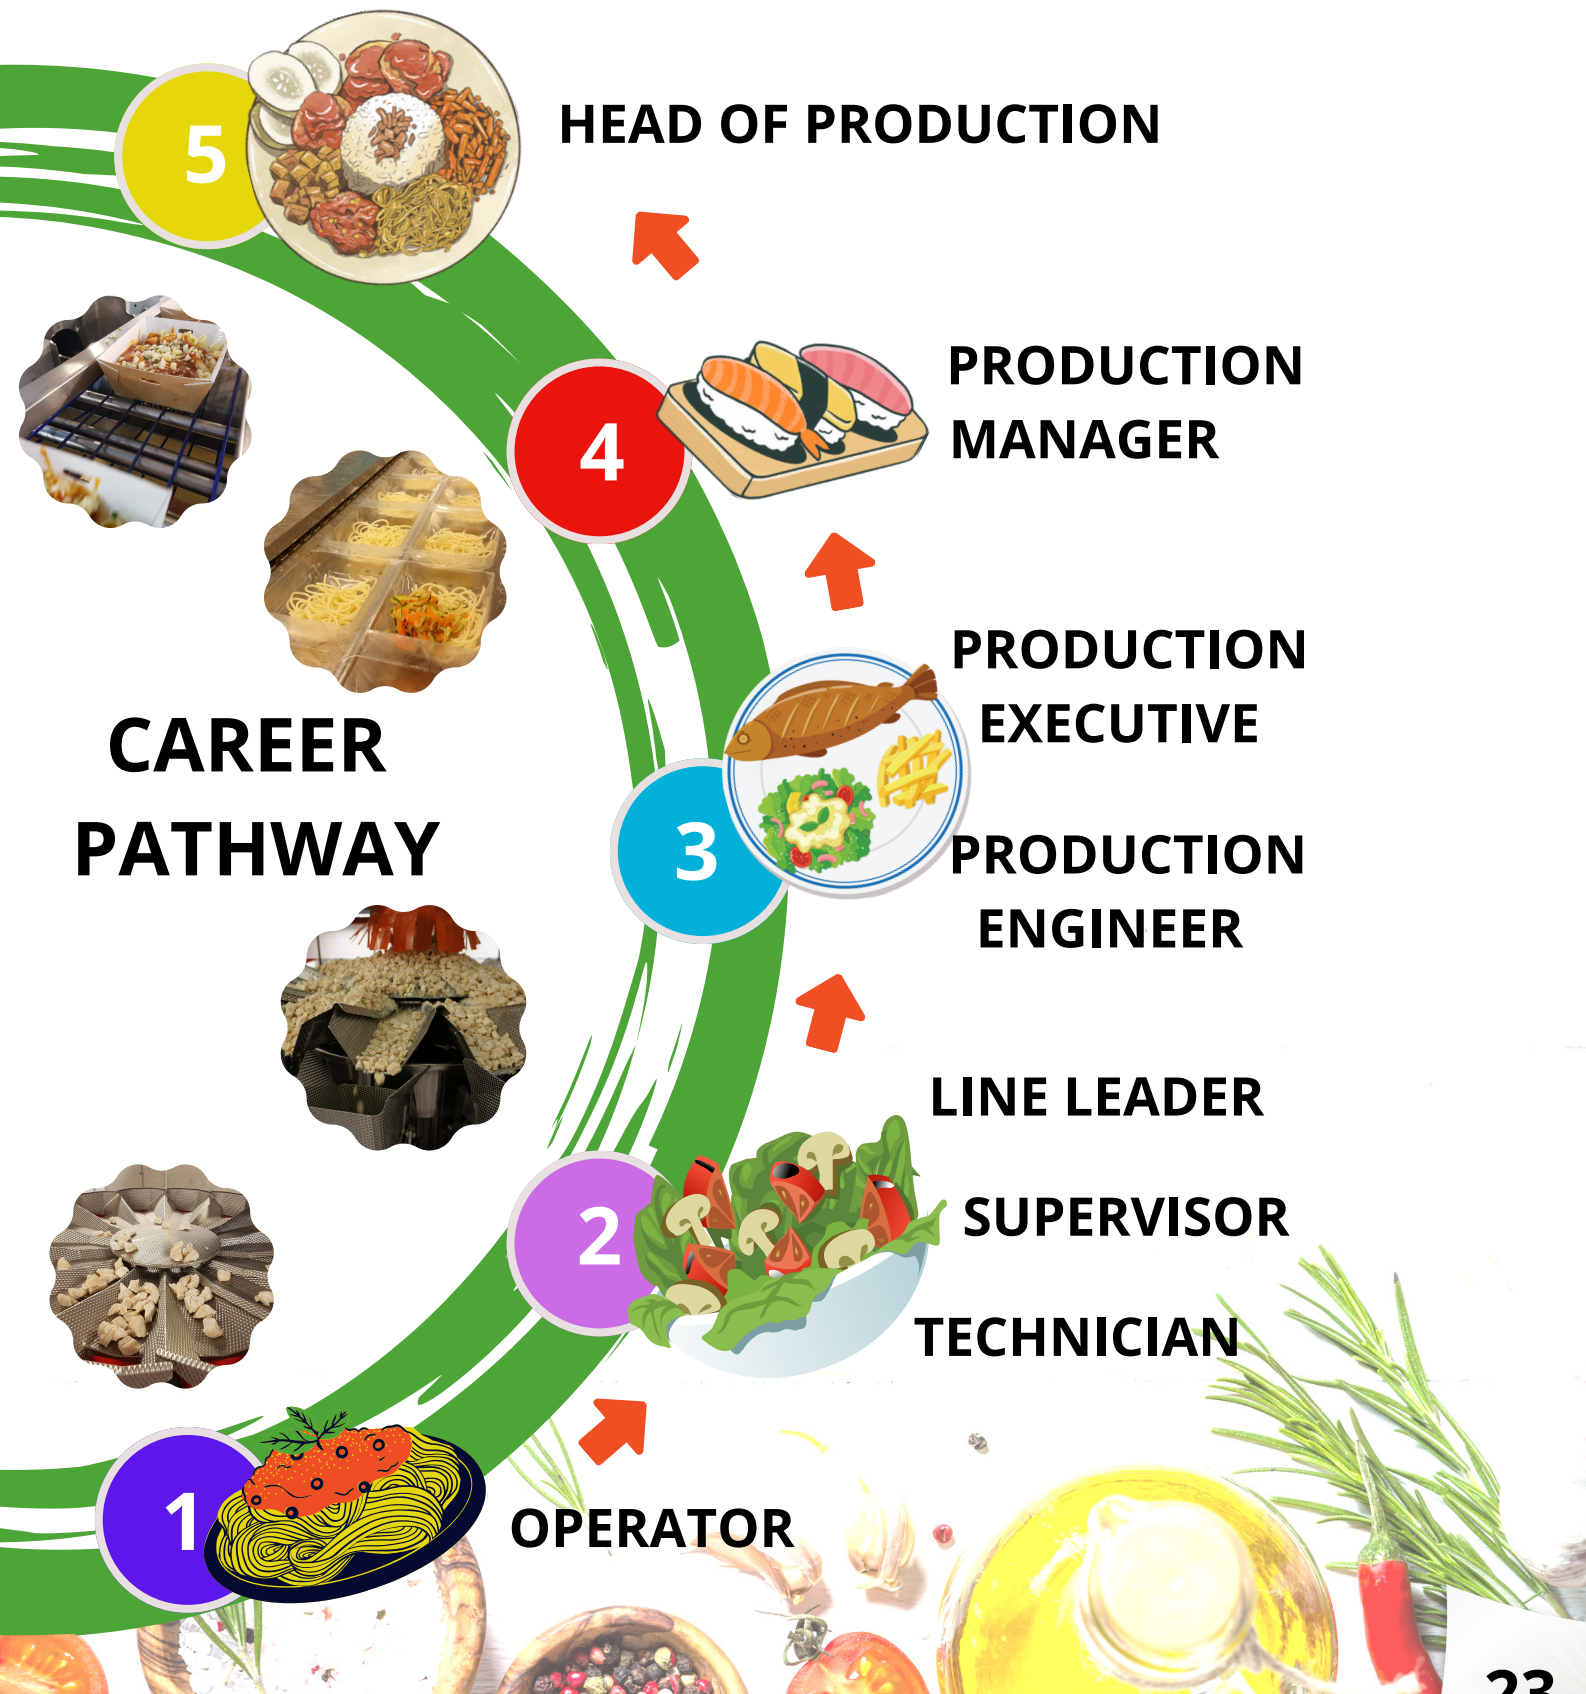 5
HEAD OF PRODUCTION
4
PRODUCTION
MANAGER
PRODUCTION
EXECUTIVE
CAREER
PATHWAY
3
PRODUCTION
ENGINEER
LINE LEADER
2
SUPERVISOR
TECHNICIAN
1
OPERATOR
23